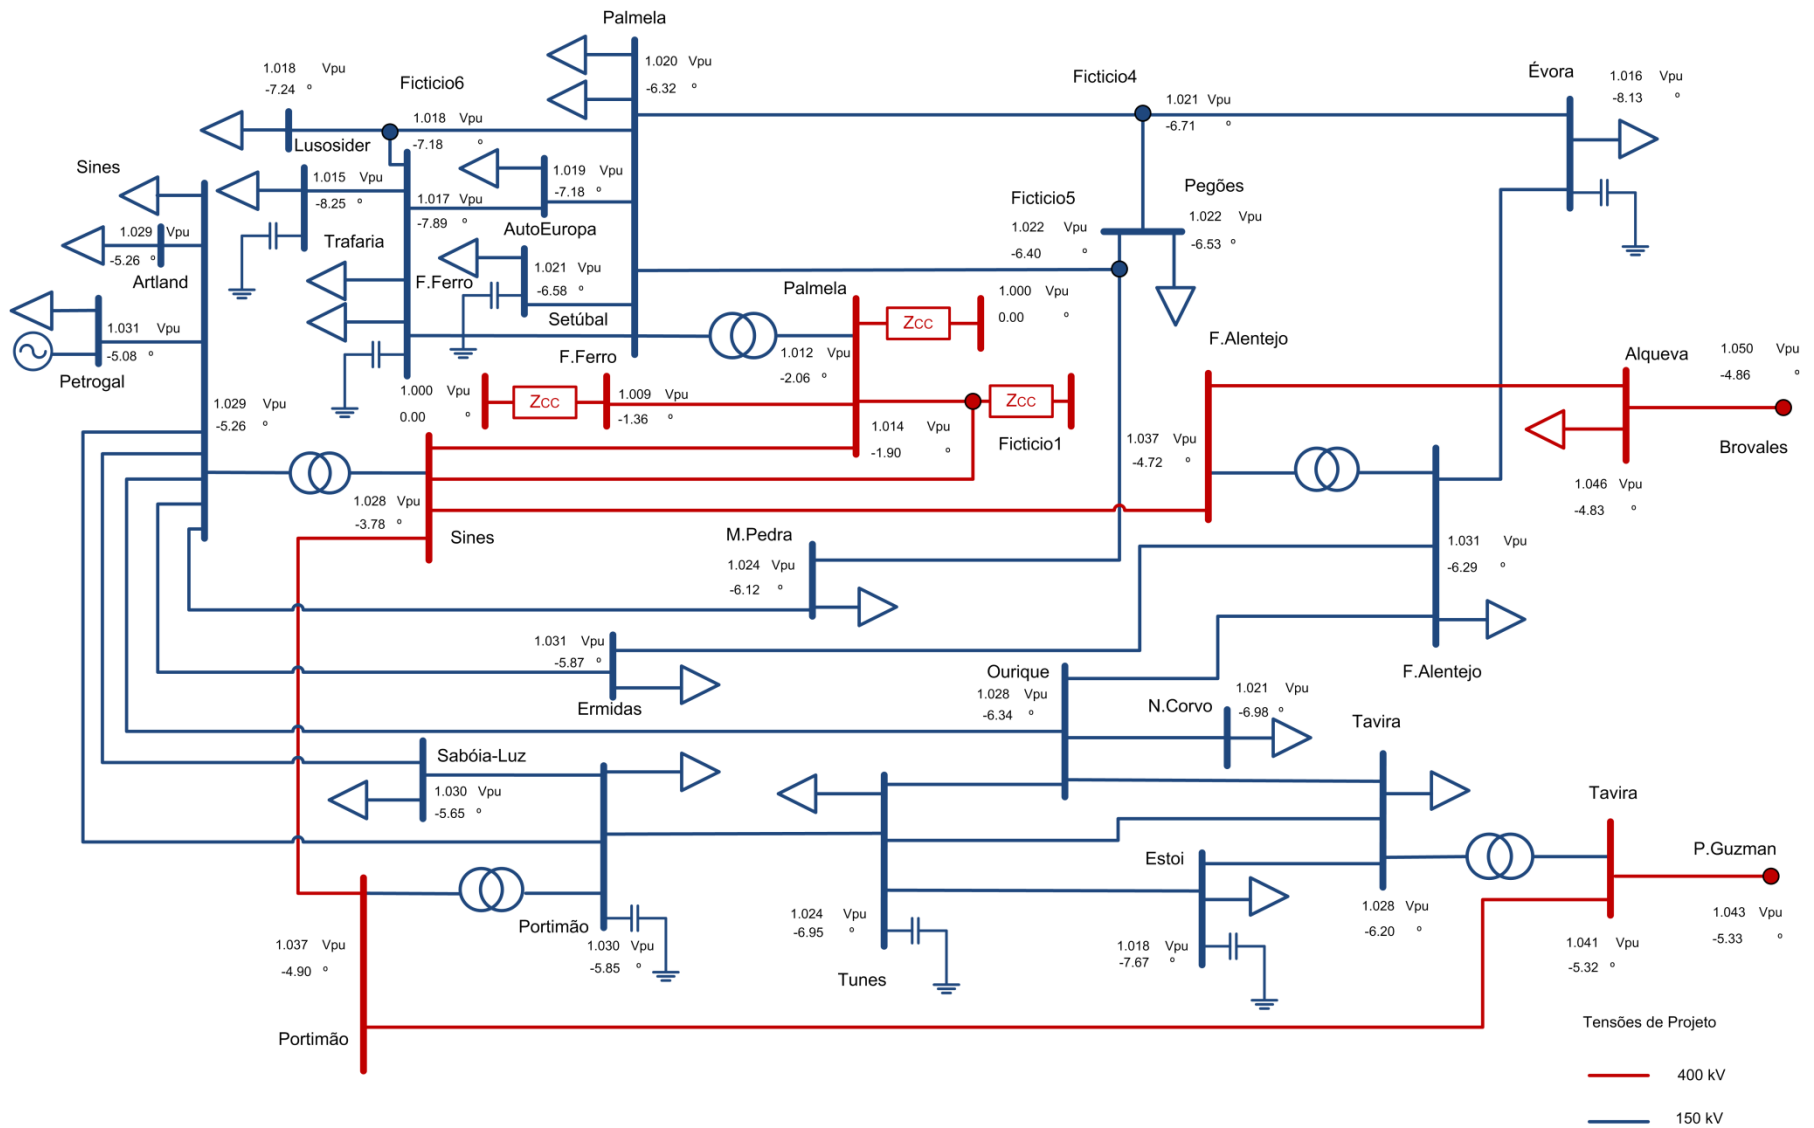 Palmela
1.020 Vpu
-6.32 º
1.018 Vpu
-7.24 º
Ficticio6
Ficticio4
1.021 Vpu
-6.71 º
Évora
1.016 Vpu
-8.13 º
1.018 Vpu
-7.18 º
Lusosider
Sines
1.015 Vpu
-8.25 º
1.019 Vpu
-7.18 º
1.017 Vpu
-7.89 º
AutoEuropa
Pegões
1.022 Vpu
-6.53 º
Ficticio5
1.022 Vpu
-6.40 º
1.029 Vpu
-5.26 º
Artland
Trafaria
F.Ferro
1.021 Vpu
-6.58 º
Setúbal
Palmela
ZCC
1.000 Vpu
0.00 º
1.031 Vpu
-5.08 º
Petrogal
F.Ferro
1.012 Vpu
-2.06 º
F.Alentejo
Alqueva
1.050 Vpu
-4.86 º
1.000 Vpu
0.00 º
ZCC
1.009 Vpu
-1.36 º
ZCC
1.029 Vpu
-5.26 º
1.014 Vpu
-1.90 º
Ficticio1
1.037 Vpu
-4.72 º
Brovales
1.028 Vpu
-3.78 º
Sines
1.046 Vpu
-4.83 º
M.Pedra
1.024 Vpu
-6.12 º
1.031 Vpu
-6.29 º
1.031 Vpu
-5.87 º
Ermidas
Ourique
1.028 Vpu
-6.34 º
F.Alentejo
1.021 Vpu
-6.98 º
N.Corvo
Tavira
Sabóia-Luz
1.030 Vpu
-5.65 º
Tavira
Estoi
P.Guzman
1.043 Vpu
-5.33 º
Portimão
1.030 Vpu
-5.85 º
1.024 Vpu
-6.95 º
Tunes
1.018 Vpu
-7.67 º
1.028 Vpu
-6.20 º
1.041 Vpu
-5.32 º
1.037 Vpu
-4.90 º
Portimão
Tensões de Projeto
400 kV
150 kV